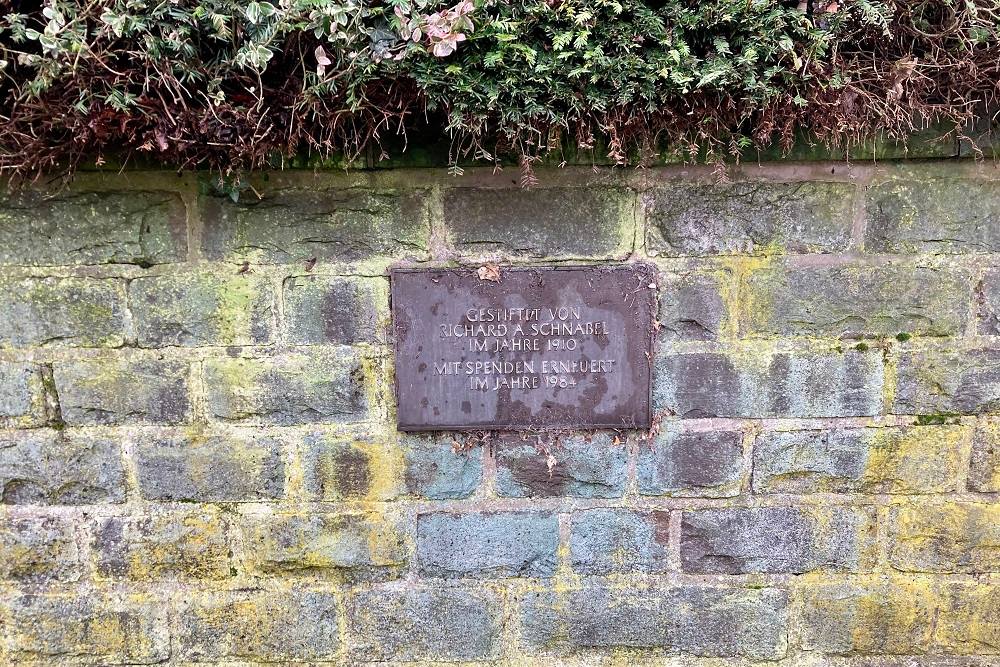 GESTIFTET VON
RICHARD A. SCHNABEL
IM JAHRE 1910
MIT SPENDEN ERNEUERT
IM JAHRE 1984